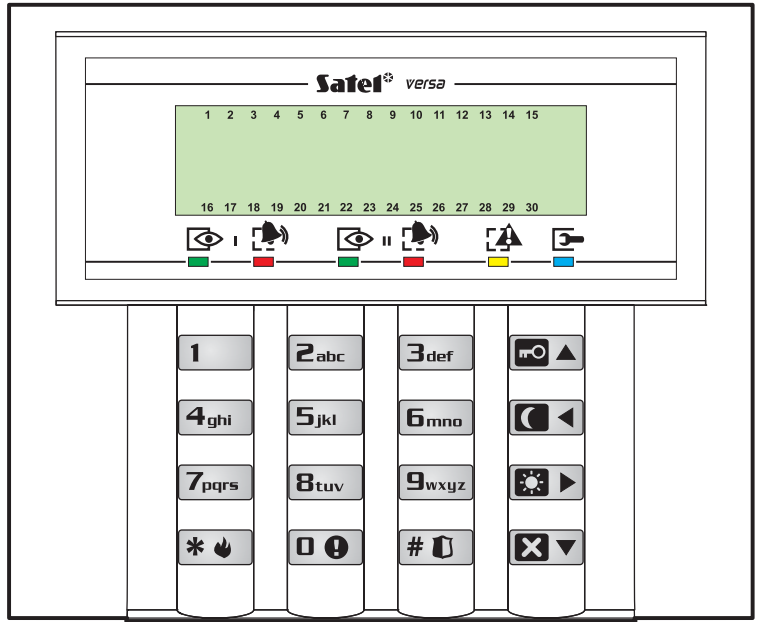 Satel versa
1 2 3 4 5 6 7 8 9 10 11 12 13 14 15
16 17 18 19 20 21 22 23 24 25 26 27 28 29 30
I II
1 2abc 3def
4ghi 5jkl 6mno
7pqrs 8tuv 9wxyz
* 0 #